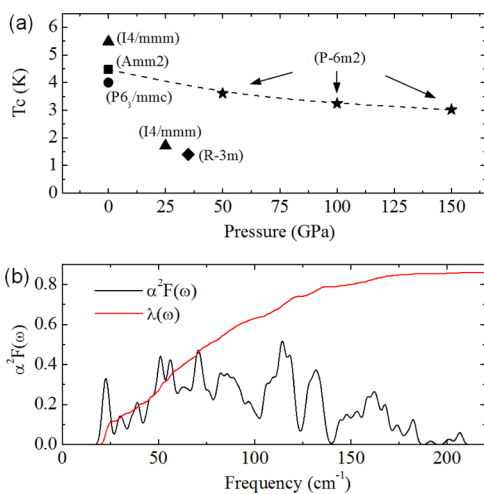 (a)
6
5
4
3
2
1
0
Tc (K)
(I4/mmm)
(Amm2)
(P6₃/mmc)
(P-6m2)
(I4/mmm)
(R-3m)
0 25 50 75 100 125 150
Pressure (GPa)
(b)
0.8
0.4
0.2
0.0
α²F(ω)
α²F(ω)
λ(ω)
0 50 100 150 200
Frequency (cm⁻¹)